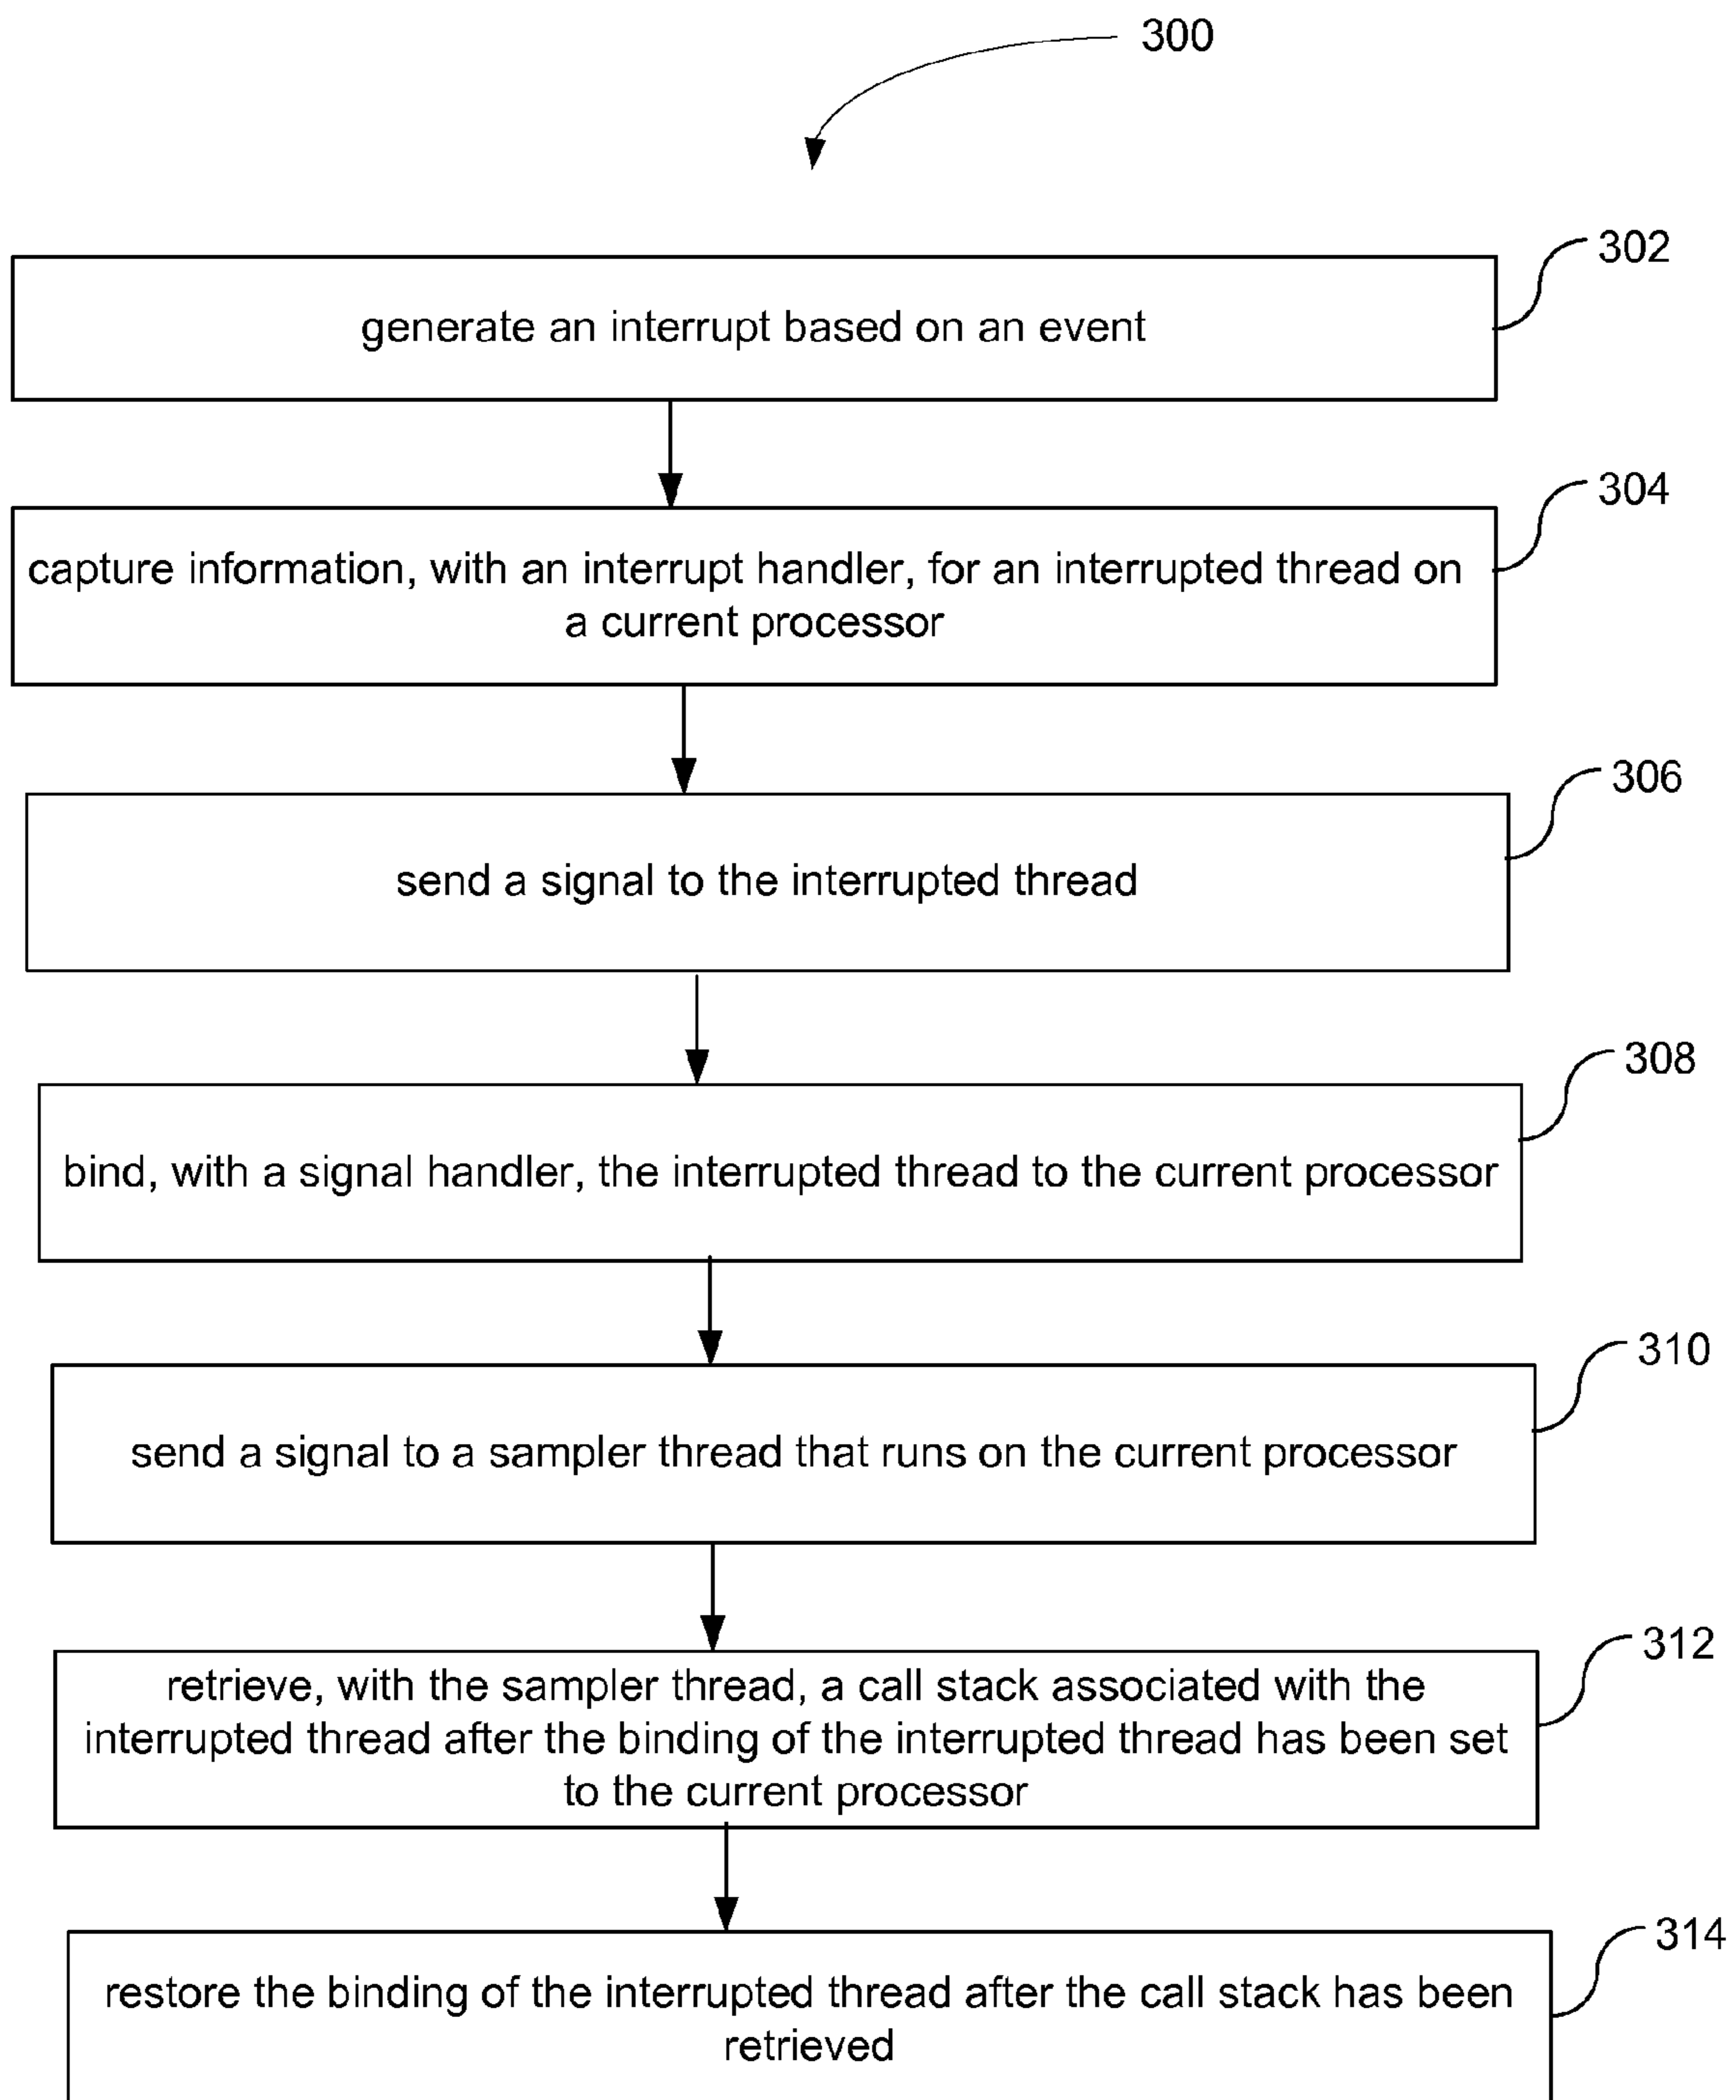 300
302
generate an interrupt based on an event
304
capture information, with an interrupt handler, for an interrupted thread on
a current processor
306
send a signal to the interrupted thread
308
bind, with a signal handler, the interrupted thread to the current processor
310
send a signal to a sampler thread that runs on the current processor
312
retrieve, with the sampler thread, a call stack associated with the
interrupted thread after the binding of the interrupted thread has been set
to the current processor
314
restore the binding of the interrupted thread after the call stack has been
retrieved